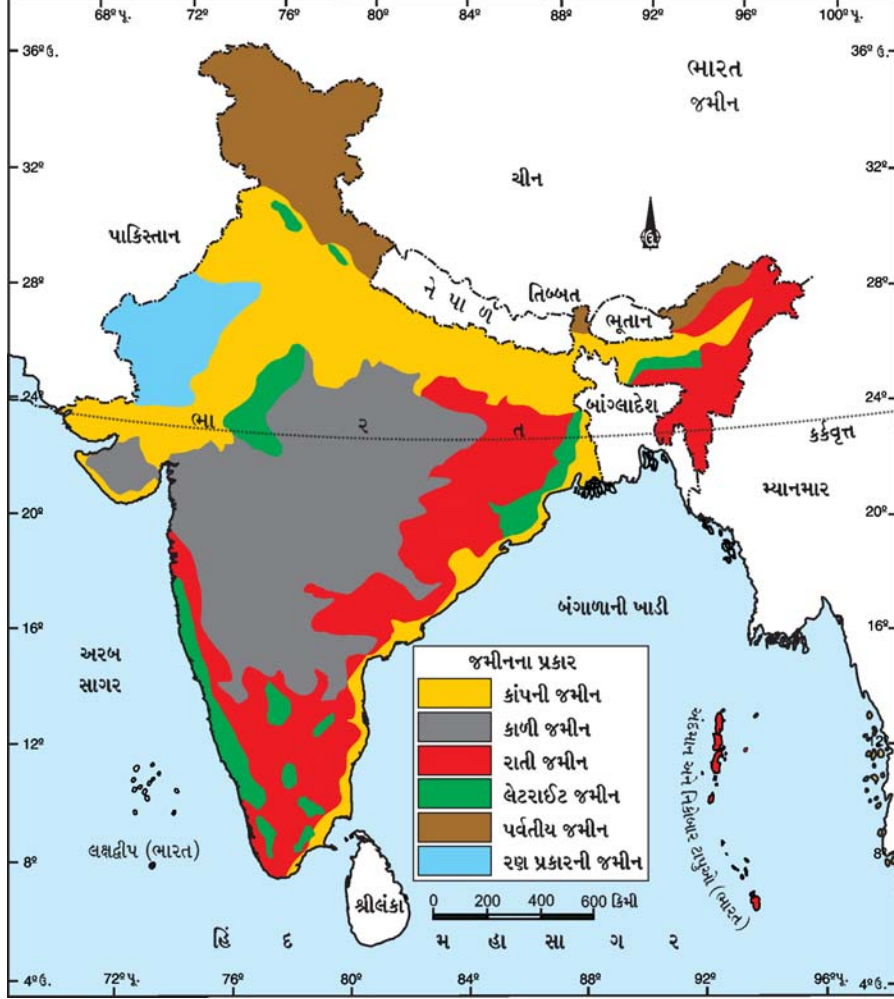 68º પૂ. 72º 76º 80º 84º 88º 92º 96º 100º પૂ.
36º ઉ. 36º ઉ.
ભારત
જમીન
32º 32º
ચીન
પાકિસ્તાન
ઉ
28º 28º
નેપાળ
તિબ્બત
ભૂતાન
24º 24º
બાંગ્લાદેશ
ભા ર ત
કર્કવૃત્ત
મ્યાનમાર
20º 20º
બંગાળાની ખાડી
16º 16º
અરબ
સાગર
જમીનના પ્રકાર
કાંપની જમીન
કાળી જમીન
રાતી જમીન
લેટરાઈટ જમીન
પર્વતીય જમીન
રણ પ્રકારની જમીન
12º 12º
અંદમાન અને નિકોબાર ટાપુઓ (ભારત)
લક્ષદ્વીપ (ભારત)
8º 8º
શ્રીલંકા
0 200 400 600 કિમી
હિં દ મ હા સા ગ ર
4º ઉ. 72º પૂ. 76º 80º 84º 88º 92º 96º પૂ. 4º ઉ.